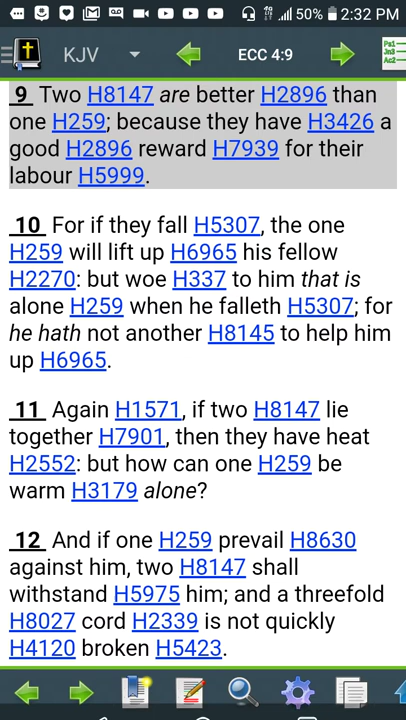 50% 2:32 PM
KJV ECC 4:9 Ps1 Jn3 Ac2
9 Two H8147 are better H2896 than
one H259; because they have H3426 a
good H2896 reward H7939 for their
labour H5999.
10 For if they fall H5307, the one
H259 will lift up H6965 his fellow
H2270: but woe H337 to him that is
alone H259 when he falleth H5307; for
he hath not another H8145 to help him
up H6965.
11 Again H1571, if two H8147 lie
together H7901, then they have heat
H2552: but how can one H259 be
warm H3179 alone?
12 And if one H259 prevail H8630
against him, two H8147 shall
withstand H5975 him; and a threefold
H8027 cord H2339 is not quickly
H4120 broken H5423.